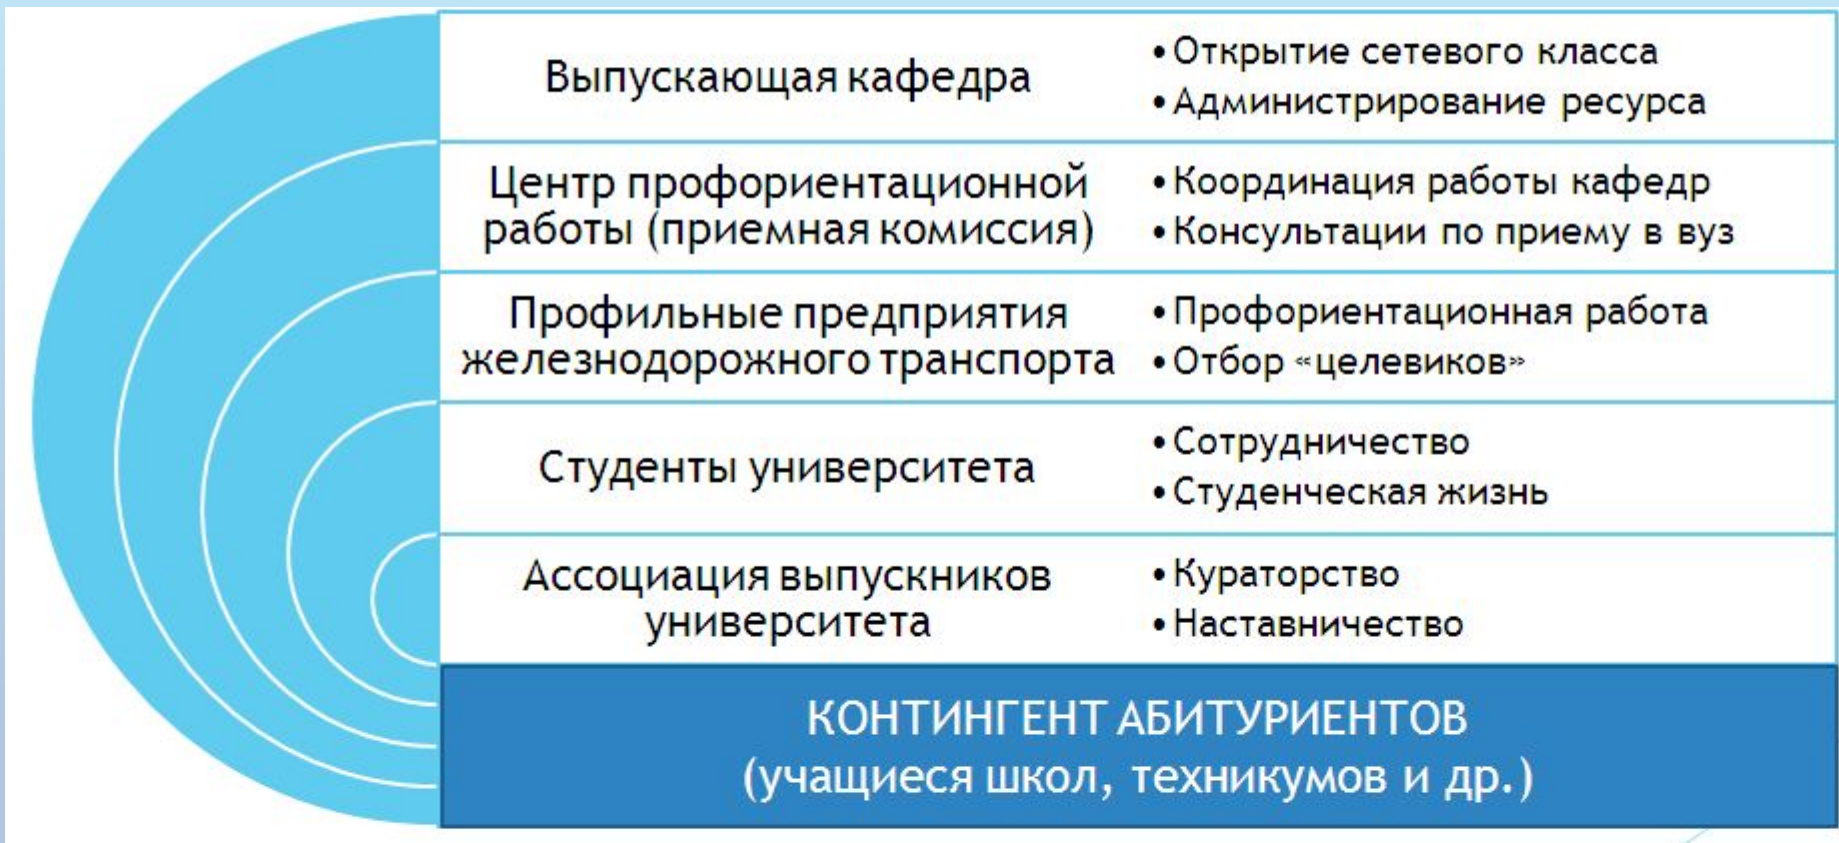 Выпускающая кафедра
• Открытие сетевого класса
• Администрирование ресурса
Центр профориентационной
работы (приемная комиссия)
• Координация работы кафедр
• Консультации по приему в вуз
Профильные предприятия
железнодорожного транспорта
• Профориентационная работа
• Отбор «целевиков»
Студенты университета
• Сотрудничество
• Студенческая жизнь
Ассоциация выпускников
университета
• Кураторство
• Наставничество
КОНТИНГЕНТ АБИТУРИЕНТОВ
(учащиеся школ, техникумов и др.)